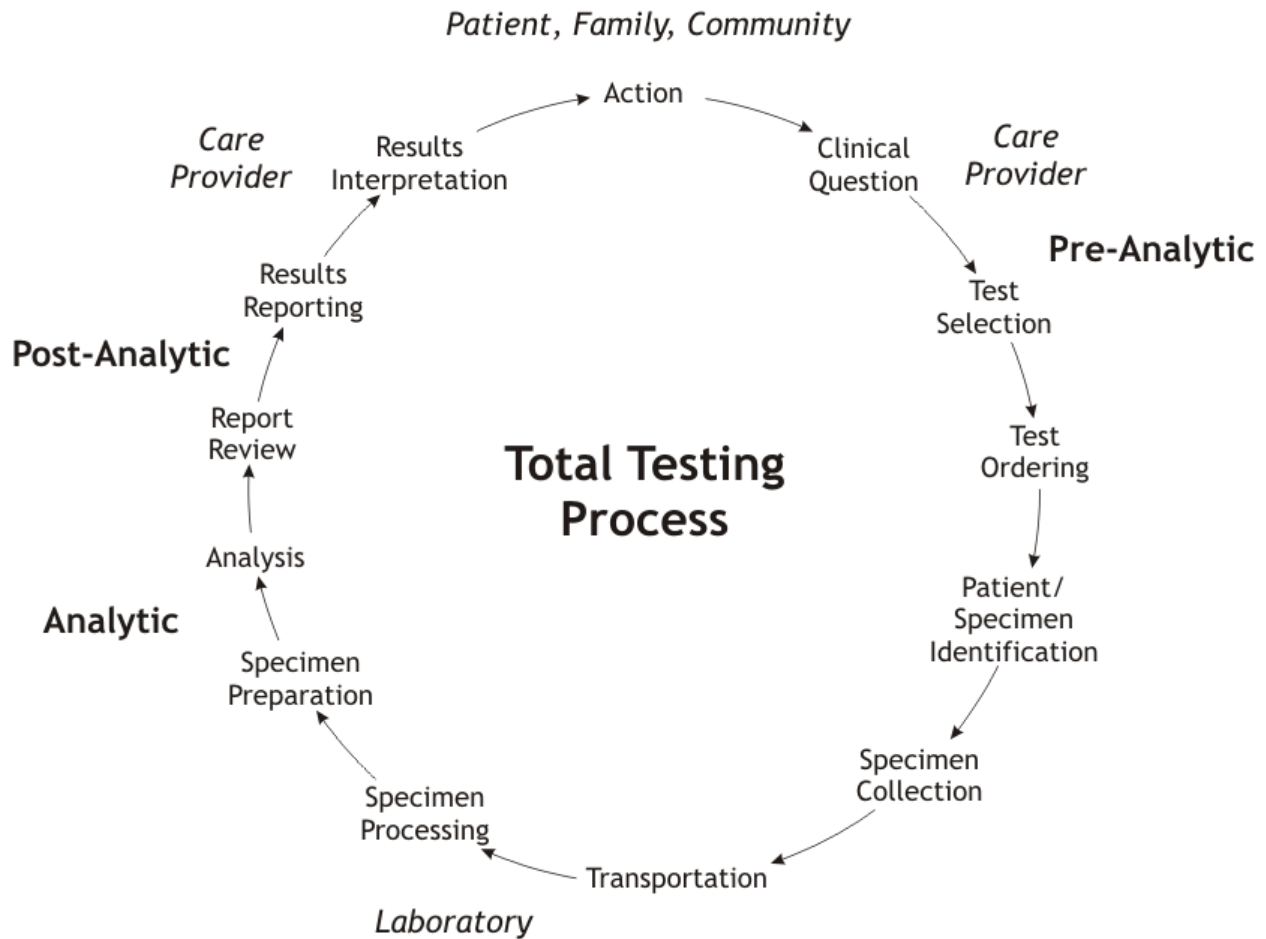 Patient, Family, Community
Action
Clinical
Question
Care
Provider
Pre-Analytic
Test
Selection
Test
Ordering
Patient/
Specimen
Identification
Specimen
Collection
Transportation
Laboratory
Specimen
Processing
Specimen
Preparation
Analytic
Analysis
Report
Review
Post-Analytic
Results
Reporting
Care
Provider
Results
Interpretation
Total Testing
Process